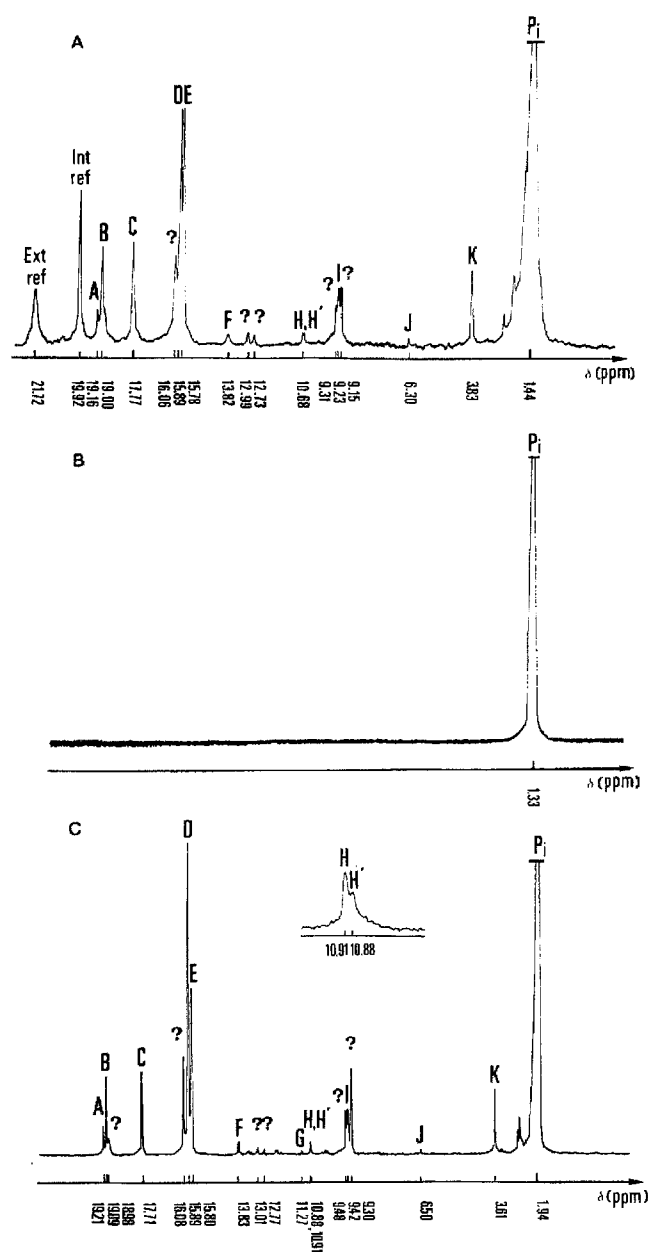 A
Pi
DE
Int
ref
B
C
?
Ext
ref
A
F
?
?
H,H′
?
I
?
J
K
21.72
19.92
19.16
19.00
17.77
16.06
15.89
15.78
13.82
12.99
12.73
10.68
9.31
9.23
9.15
6.30
3.83
1.44
δ (ppm)
B
Pi
δ (ppm)
1.33
C
D
Pi
H
H′
10.91
10.88
E
?
B
C
A
?
F
?
?
G
H,H′
?
I
?
J
K
δ (ppm)
19.21
19.09
18.98
17.71
16.08
15.89
15.80
13.83
13.01
12.77
11.27
10.88,
10.91
9.48
9.42
9.30
6.50
3.61
1.94